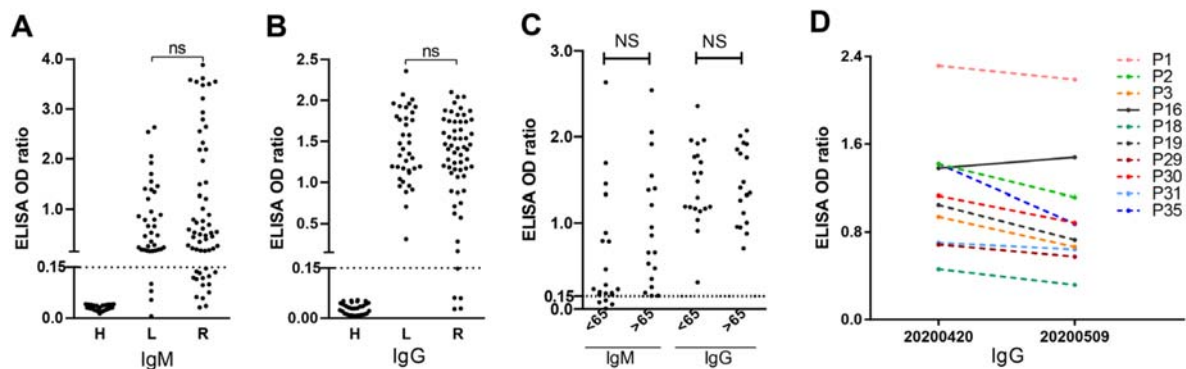 A
ns
ELISA OD ratio
4.0
3.0
2.0
1.0
0.15
0.0
H L R
IgM
B
ns
ELISA OD ratio
2.5
2.0
1.5
1.0
0.5
0.15
0.00
H L R
IgG
C
NS NS
ELISA OD ratio
3.0
2.0
1.0
0.15
0
<65 >65 <65 >65
IgM IgG
D
ELISA OD ratio
2.4
1.6
0.8
0.0
20200420 20200509
IgG
P1
P2
P3
P16
P18
P19
P29
P30
P31
P35